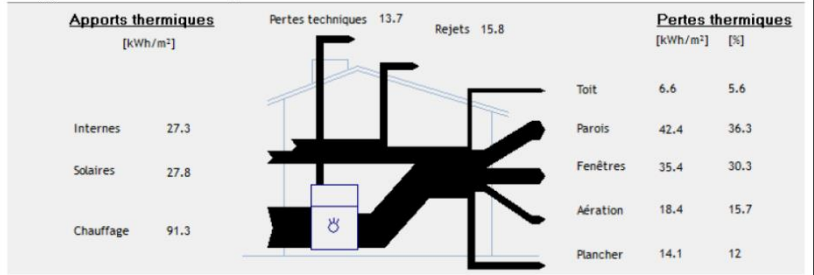 Apports thermiques
[kWh/m²]
Pertes techniques 13.7
Rejets 15.8
Pertes thermiques
[kWh/m²] [%]
Internes 27.3
Solaires 27.8
Chauffage 91.3
Toit 6.6 5.6
Parois 42.4 36.3
Fenêtres 35.4 30.3
Aération 18.4 15.7
Plancher 14.1 12